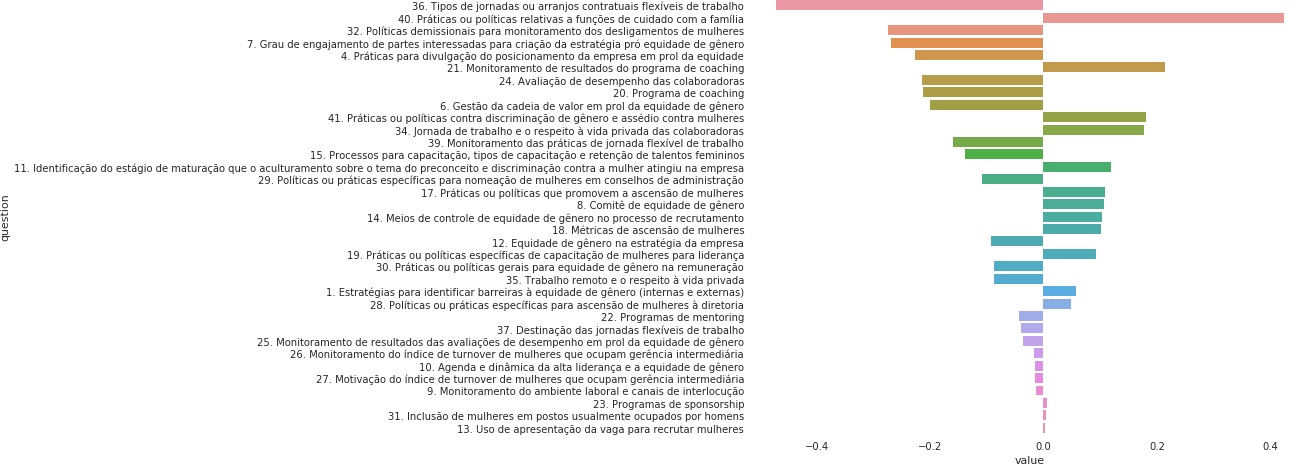 36. Tipos de jornadas ou arranjos contratuais flexíveis de trabalho
40. Práticas ou políticas relativas a funções de cuidado com a família
32. Políticas demissionais para monitoramento dos desligamentos de mulheres
7. Grau de engajamento de partes interessadas para criação da estratégia pró equidade de gênero
4. Práticas para divulgação do posicionamento da empresa em prol da equidade
21. Monitoramento de resultados do programa de coaching
24. Avaliação de desempenho das colaboradoras
20. Programa de coaching
6. Gestão da cadeia de valor em prol da equidade de gênero
41. Práticas ou políticas contra discriminação de gênero e assédio contra mulheres
34. Jornada de trabalho e o respeito à vida privada das colaboradoras
39. Monitoramento das práticas de jornada flexível de trabalho
15. Processos para capacitação, tipos de capacitação e retenção de talentos femininos
11. Identificação do estágio de maturação que o aculturamento sobre o tema do preconceito e discriminação contra a mulher atingiu na empresa
29. Políticas ou práticas específicas para nomeação de mulheres em conselhos de administração
17. Práticas ou políticas que promovem a ascensão de mulheres
8. Comitê de equidade de gênero
14. Meios de controle de equidade de gênero no processo de recrutamento
18. Métricas de ascensão de mulheres
12. Equidade de gênero na estratégia da empresa
19. Práticas ou políticas específicas de capacitação de mulheres para liderança
30. Práticas ou políticas gerais para equidade de gênero na remuneração
35. Trabalho remoto e o respeito à vida privada
1. Estratégias para identificar barreiras à equidade de gênero (internas e externas)
28. Políticas ou práticas específicas para ascensão de mulheres à diretoria
22. Programas de mentoring
37. Destinação das jornadas flexíveis de trabalho
25. Monitoramento de resultados das avaliações de desempenho em prol da equidade de gênero
26. Monitoramento do índice de turnover de mulheres que ocupam gerência intermediária
10. Agenda e dinâmica da alta liderança e a equidade de gênero
27. Motivação do índice de turnover de mulheres que ocupam gerência intermediária
9. Monitoramento do ambiente laboral e canais de interlocução
23. Programas de sponsorship
31. Inclusão de mulheres em postos usualmente ocupados por homens
13. Uso de apresentação da vaga para recrutar mulheres
question
−0.4 −0.2 0.0 0.2 0.4
value